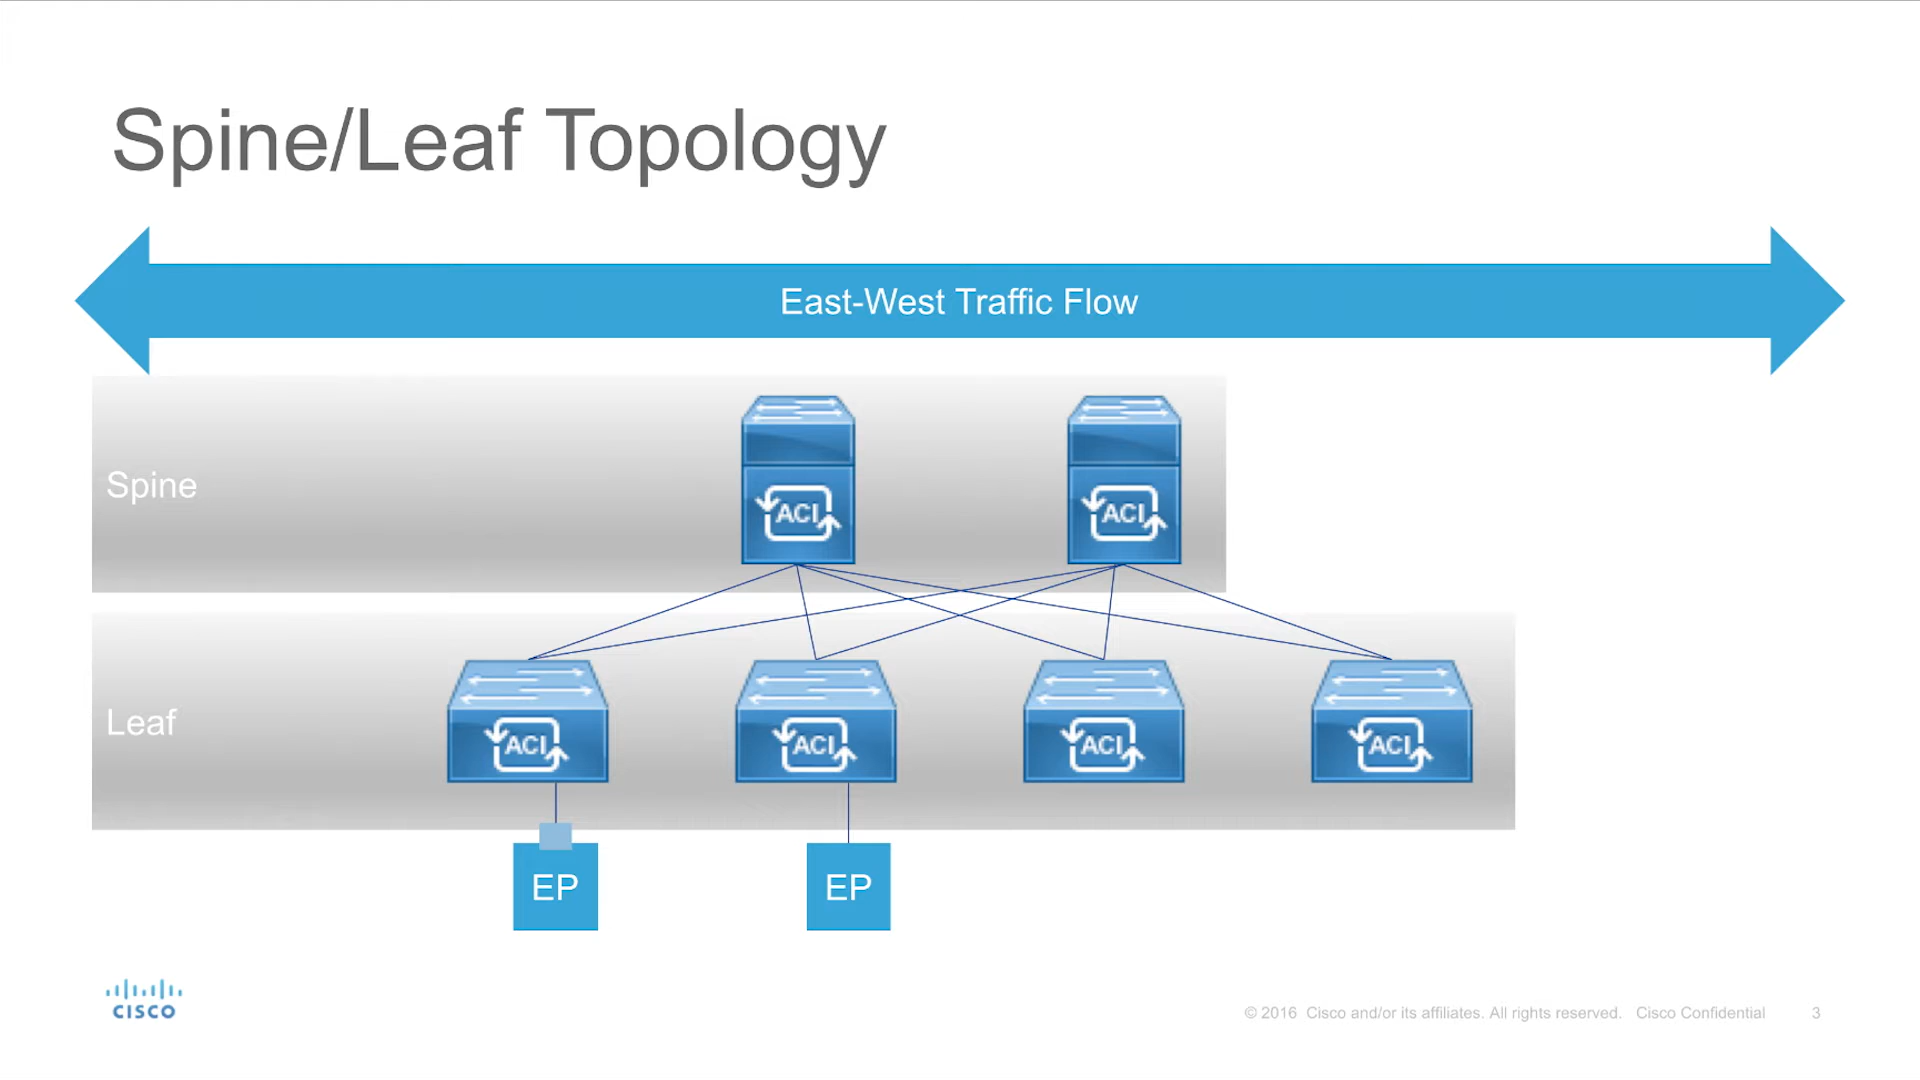 Spine/Leaf Topology
East-West Traffic Flow
Spine
ACI
ACI
Leaf
ACI
ACI
ACI
ACI
EP
EP
CISCO
© 2016 Cisco and/or its affiliates. All rights reserved. Cisco Confidential 3